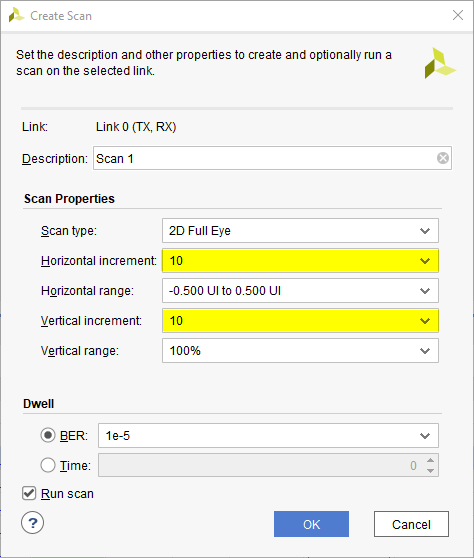 Create Scan
Set the description and other properties to create and optionally run a
scan on the selected link.
Link: Link 0 (TX, RX)
Description: Scan 1
Scan Properties
Scan type: 2D Full Eye
Horizontal increment: 10
Horizontal range: -0.500 UI to 0.500 UI
Vertical increment: 10
Vertical range: 100%
Dwell
BER: 1e-5
Time: 0
Run scan
? OK Cancel